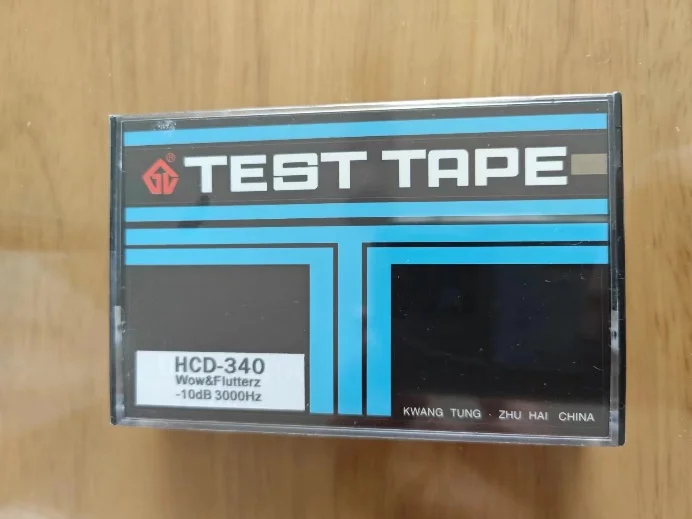 ® TEST TAPE
HCD-340
Wow&Flutterz
-10dB 3000Hz
KWANG TUNG · ZHU HAI CHINA